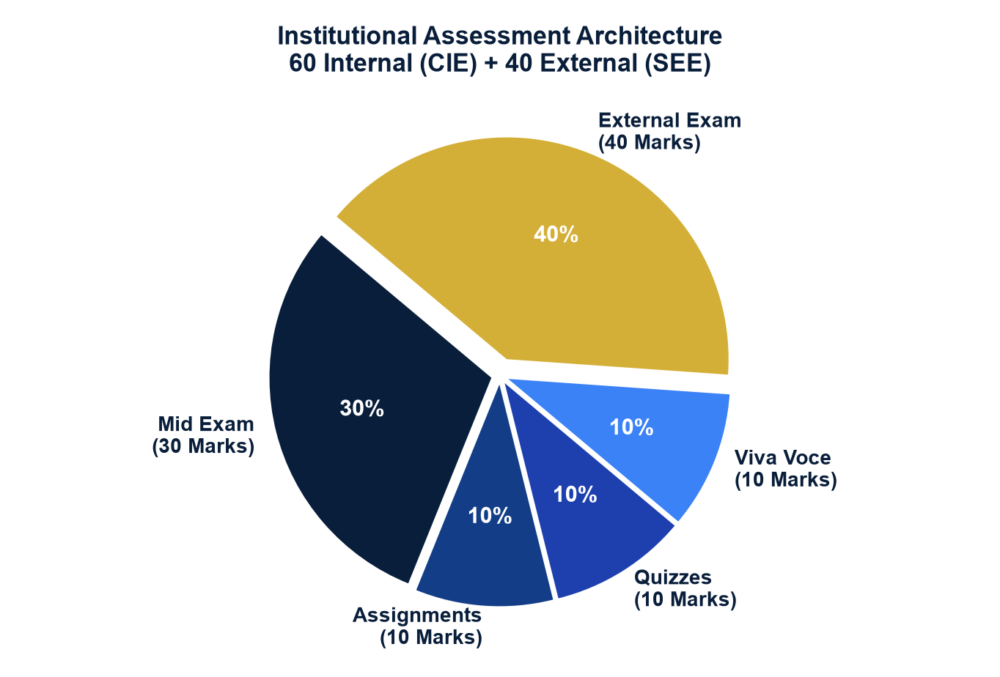 Institutional Assessment Architecture
60 Internal (CIE) + 40 External (SEE)
External Exam
(40 Marks)
40%
30%
Mid Exam
(30 Marks)
10%
Viva Voce
(10 Marks)
10%
10%
Quizzes
(10 Marks)
Assignments
(10 Marks)